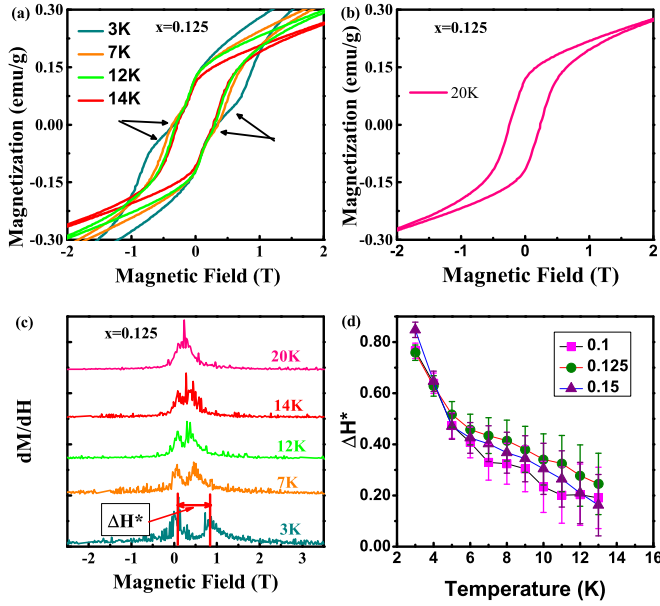 (a)
x=0.125
3K
7K
12K
14K
Magnetization (emu/g)
0.30
0.15
0.00
-0.15
-0.30
-2 -1 0 1 2
Magnetic Field (T)
(b)
x=0.125
20K
Magnetization (emu/g)
0.30
0.15
0.00
-0.15
-0.30
-2 -1 0 1 2
Magnetic Field (T)
(c)
x=0.125
20K
14K
12K
7K
3K
ΔH*
dM/dH
-2 -1 0 1 2 3
Magnetic Field (T)
(d)
0.1
0.125
0.15
ΔH*
0.80
0.60
0.40
0.20
0.00
2 4 6 8 10 12 14 16
Temperature (K)